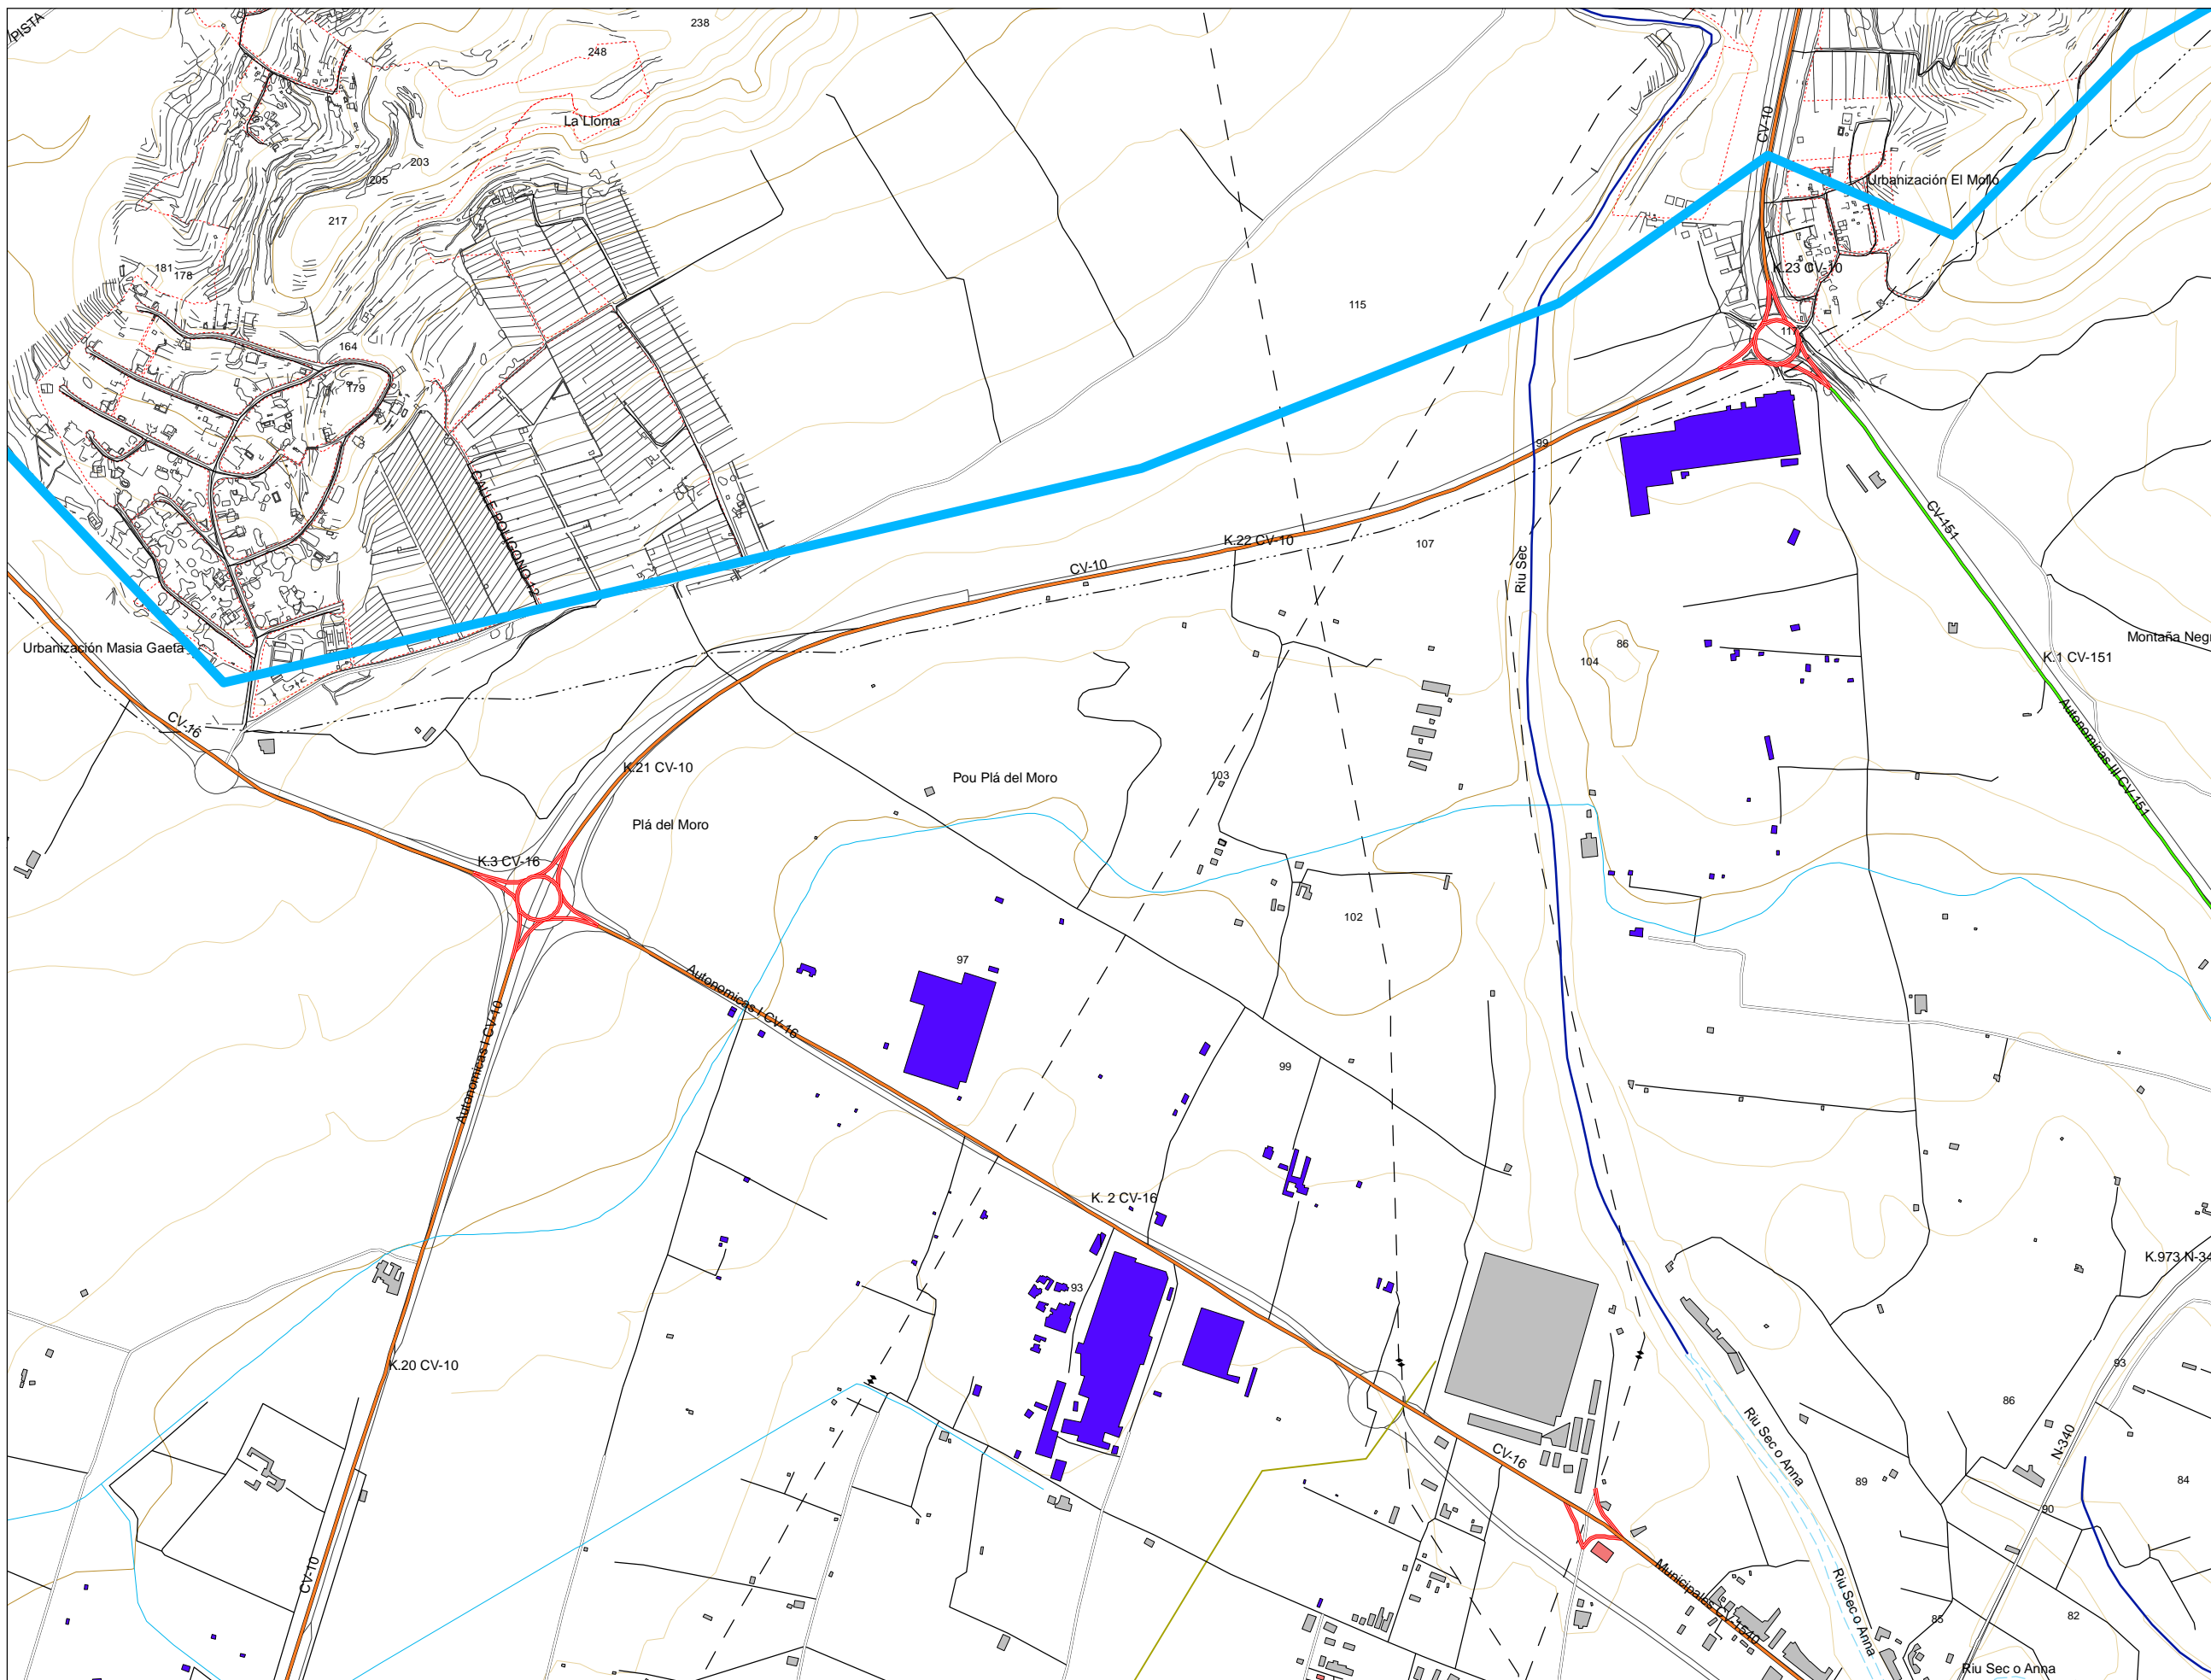 PISTA
238
248
La Lloma
203
205
217
181
178
164
179
CALLE POLIGONO 12
Urbanización Masia Gaeta
CV-16
CV-10
Urbanización El Mollo
K.23 CV-10
117
115
99
K.22 CV-10
CV-10
107
Riu Sec
CV-151
86
104
K.1 CV-151
Montaña Negr
Autonomicas III CV-151
K.21 CV-10
Plá del Moro
Pou Plá del Moro
103
K.3 CV-16
102
97
Autonomicas I CV-16
Autonomicas I CV-10
99
K. 2 CV-16
93
K.20 CV-10
CV-10
CV-16
K.973 N-34
93
86
N-340
Riu Sec o Anna
89
84
90
Municipales CV-1540
Riu Sec o Anna
85
82
Riu Sec o Anna